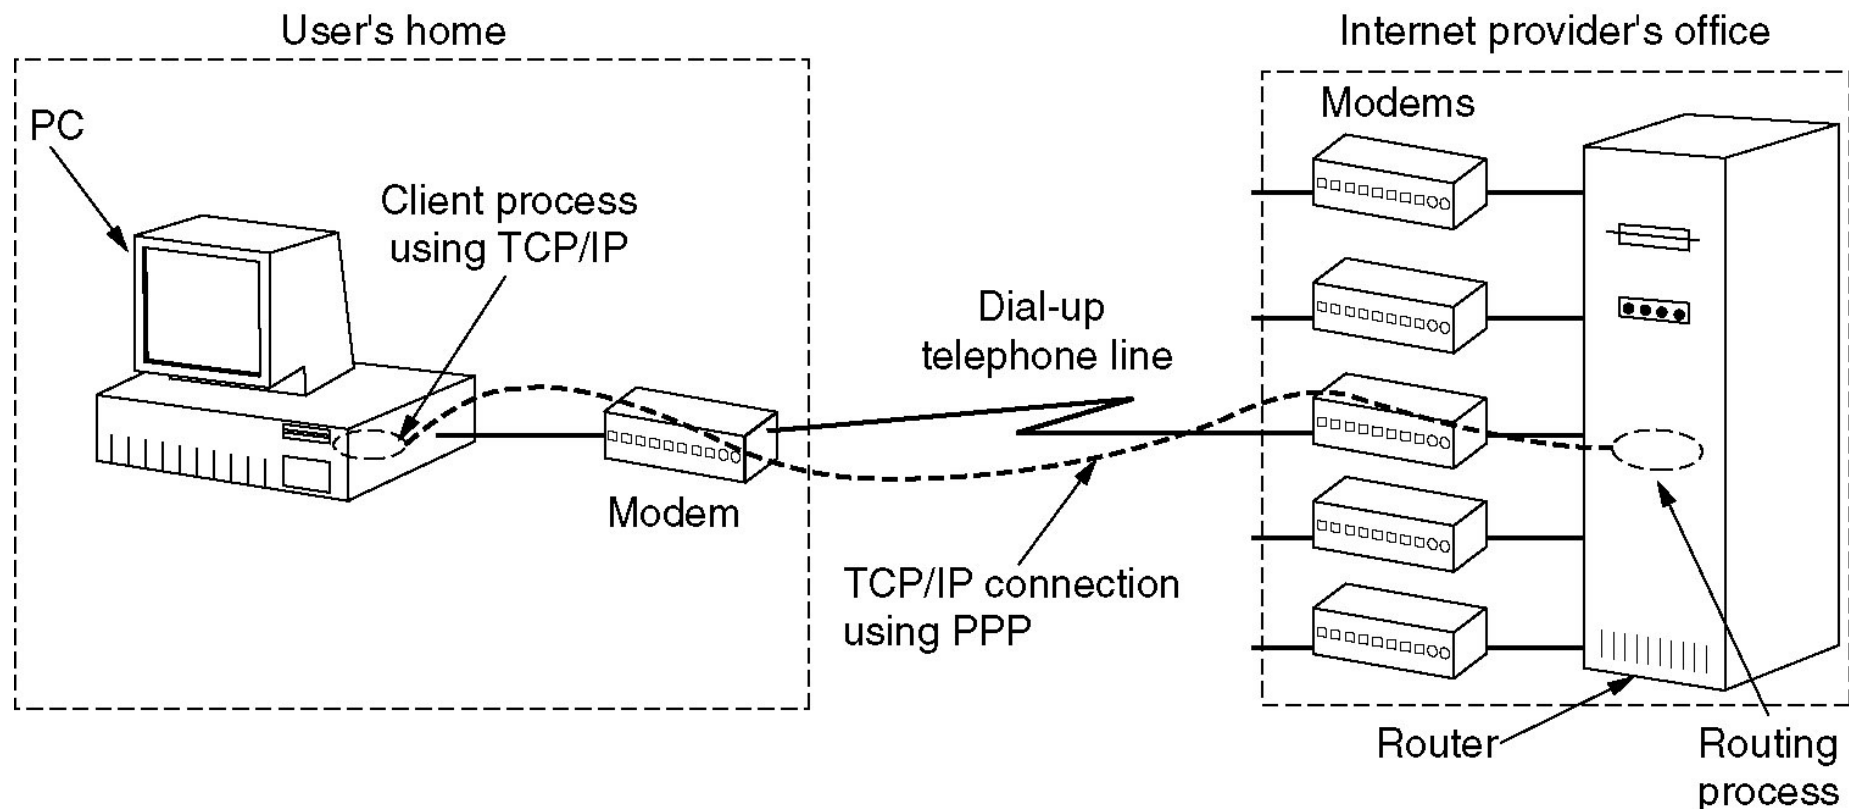 User's home
Internet provider's office
PC
Client process
using TCP/IP
Modem
Dial-up
telephone line
TCP/IP connection
using PPP
Modems
Router
Routing
process